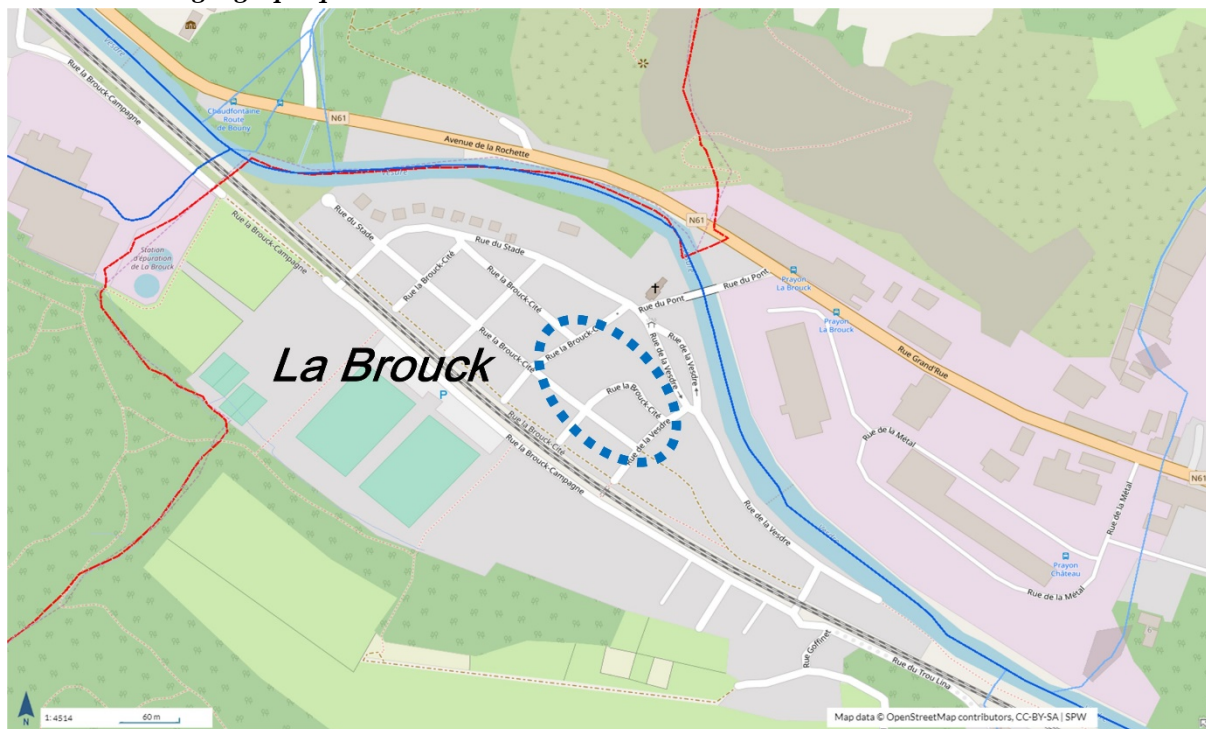 Vesdre
Rue la Brouck-Campagne
Chaudfontaine
Route
de Bouny
N61
Avenue de la Rochette
Vesdre
Station
d'épuration
de La Brouck
Rue la Brouck-Campagne
Rue du Stade
Rue du Stade
Rue la Brouck-Cité
Rue la Brouck-Cité
N61
Rue du Pont
Rue du Pont
Prayon
La Brouck
Prayon
La Brouck
Rue Grand'Rue
La Brouck
P
Rue la Brouck-Cité
Rue la Brouck-Cité
Rue la Brouck-Cité
Rue de la Vesdre
Rue de la Vesdre
Rue de la Vesdre
Rue la Brouck-Cité
Rue la Brouck-Campagne
Rue de la Métal
Rue de la Métal
N61
Rue de la Vesdre
Prayon
Château
Rue de la Métal
Rue Goffinet
Rue du Trou Lina
N
1: 4514
60 m
Map data © OpenStreetMap contributors, CC-BY-SA | SPW